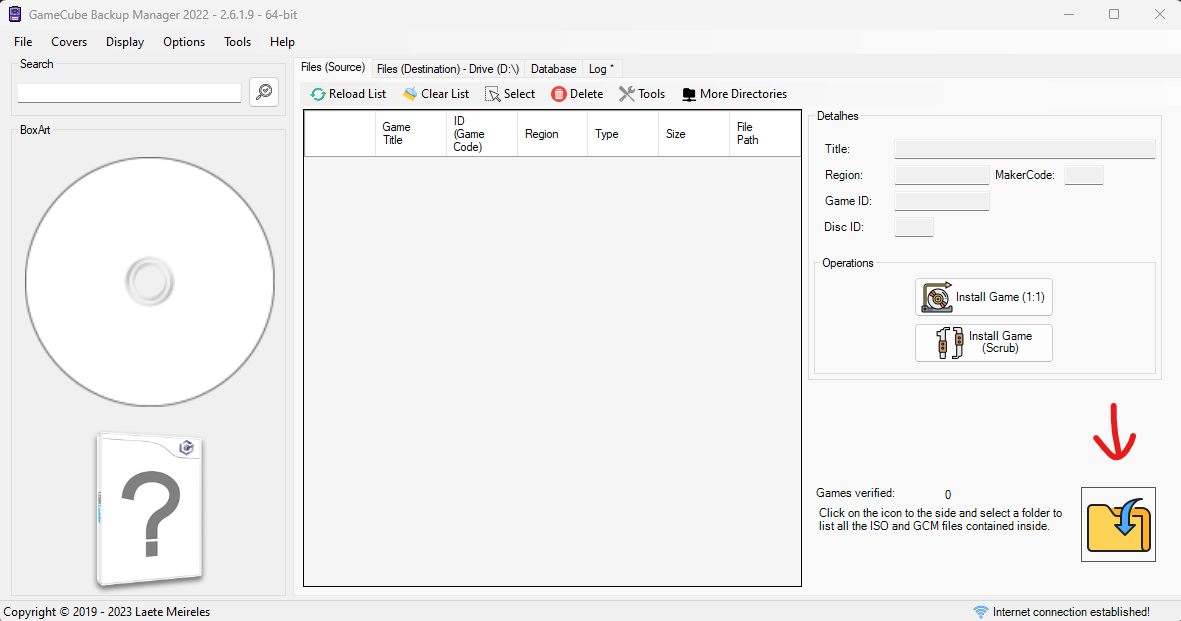 GameCube Backup Manager 2022 - 2.6.1.9 - 64-bit
File Covers Display Options Tools Help
Search
BoxArt
Files (Source) Files (Destination) - Drive (D:\) Database Log *
Reload List Clear List Select Delete Tools More Directories
Game
Title
ID
(Game
Code)
Region
Type
Size
File
Path
Detalhes
Title:
Region: MakerCode:
Game ID:
Disc ID:
Operations
Install Game (1:1)
Install Game
(Scrub)
Games verified: 0
Click on the icon to the side and select a folder to
list all the ISO and GCM files contained inside.
?
Copyright © 2019 - 2023 Laete Meireles
Internet connection established!